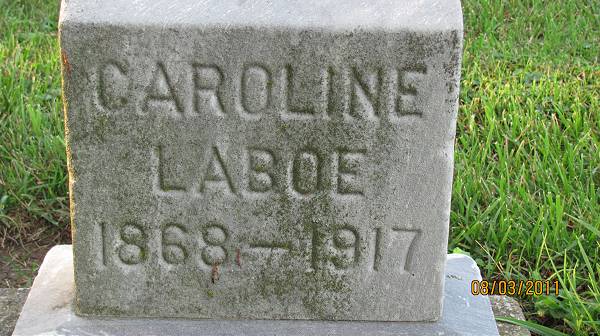 CAROLINE
LABOE
1868 — 1917
08/03/2011